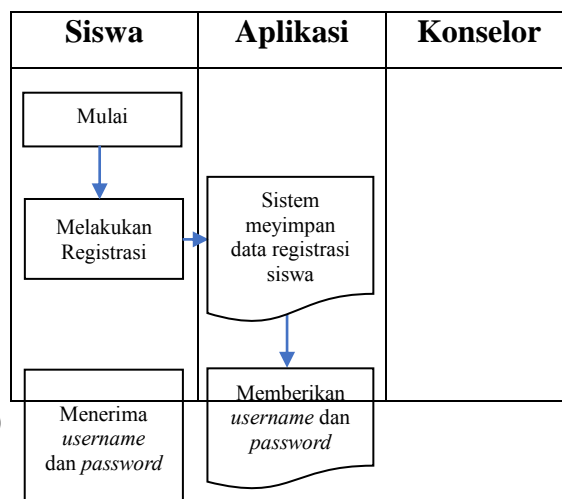 Siswa
Aplikasi
Konselor
Mulai
Melakukan
Registrasi
Sistem
meyimpan
data registrasi
siswa
Menerima
username
dan password
Memberikan
username dan
password